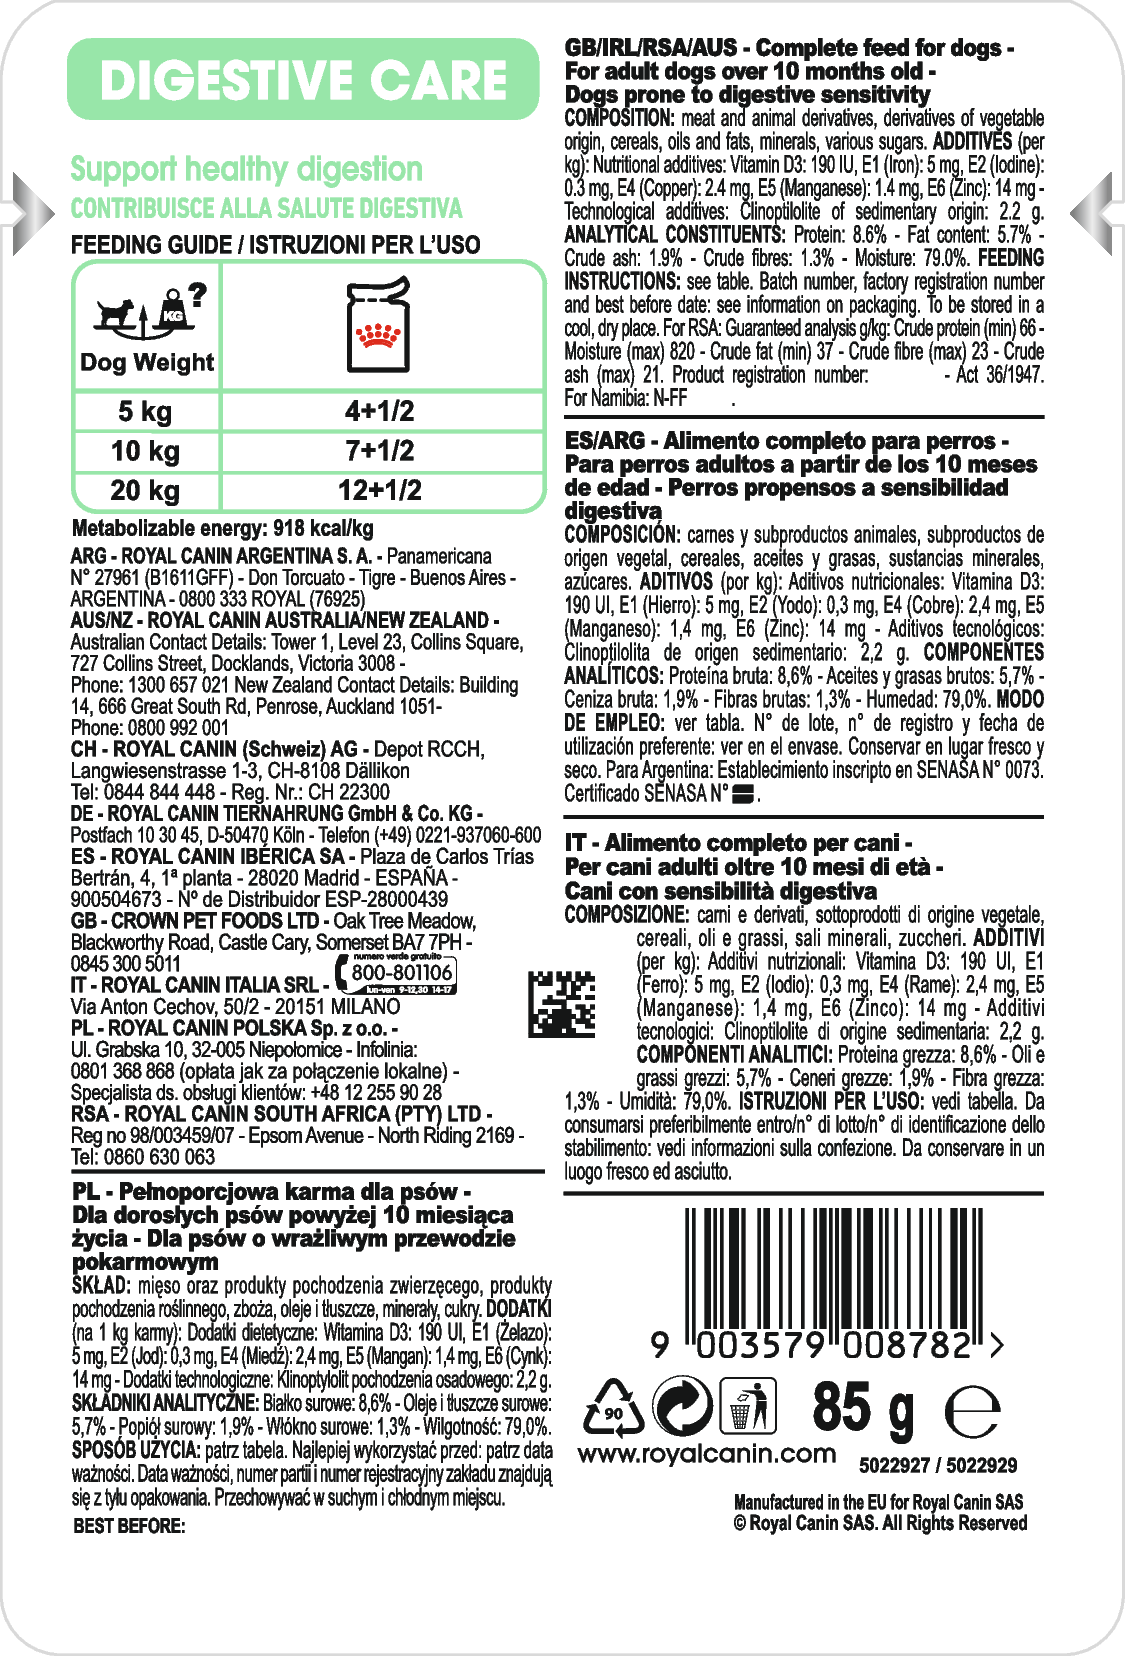 DIGESTIVE CARE
Support healthy digestion
CONTRIBUISCE ALLA SALUTE DIGESTIVA
FEEDING GUIDE / ISTRUZIONI PER L'USO
?
KG
Dog Weight
5 kg 4+1/2
10 kg 7+1/2
20 kg 12+1/2
Metabolizable energy: 918 kcal/kg
ARG - ROYAL CANIN ARGENTINA S. A. - Panamericana
N° 27961 (B1611GFF) - Don Torcuato - Tigre - Buenos Aires -
ARGENTINA - 0800 333 ROYAL (76925)
AUS/NZ - ROYAL CANIN AUSTRALIA/NEW ZEALAND -
Australian Contact Details: Tower 1, Level 23, Collins Square,
727 Collins Street, Docklands, Victoria 3008 -
Phone: 1300 657 021 New Zealand Contact Details: Building
14, 666 Great South Rd, Penrose, Auckland 1051-
Phone: 0800 992 001
CH - ROYAL CANIN (Schweiz) AG - Depot RCCH,
Langwiesenstrasse 1-3, CH-8108 Dällikon
Tel: 0844 844 448 - Reg. Nr.: CH 22300
DE - ROYAL CANIN TIERNAHRUNG GmbH & Co. KG -
Postfach 10 30 45, D-50470 Köln - Telefon (+49) 0221-937060-600
ES - ROYAL CANIN IBÉRICA SA - Plaza de Carlos Trías
Bertrán, 4, 1ª planta - 28020 Madrid - ESPAÑA -
900504673 - Nº de Distribuidor ESP-28000439
GB - CROWN PET FOODS LTD - Oak Tree Meadow,
Blackworthy Road, Castle Cary, Somerset BA7 7PH -
0845 300 5011
numero verde gratuito
800-801106
lun-ven 9-12,30 14-17
IT - ROYAL CANIN ITALIA SRL -
Via Anton Cechov, 50/2 - 20151 MILANO
PL - ROYAL CANIN POLSKA Sp. z o.o. -
Ul. Grabska 10, 32-005 Niepołomice - Infolinia:
0801 368 868 (opłata jak za połączenie lokalne) -
Specjalista ds. obsługi klientów: +48 12 255 90 28
RSA - ROYAL CANIN SOUTH AFRICA (PTY) LTD -
Reg no 98/003459/07 - Epsom Avenue - North Riding 2169 -
Tel: 0860 630 063
PL - Pełnoporcjowa karma dla psów -
Dla dorosłych psów powyżej 10 miesiąca
życia - Dla psów o wrażliwym przewodzie
pokarmowym
SKŁAD: mięso oraz produkty pochodzenia zwierzęcego, produkty
pochodzenia roślinnego, zboża, oleje i tłuszcze, minerały, cukry. DODATKI
(na 1 kg karmy): Dodatki dietetyczne: Witamina D3: 190 UI, E1 (Żelazo):
5 mg, E2 (Jod): 0,3 mg, E4 (Miedź): 2,4 mg, E5 (Mangan): 1,4 mg, E6 (Cynk):
14 mg - Dodatki technologiczne: Klinoptylolit pochodzenia osadowego: 2,2 g.
SKŁADNIKI ANALITYCZNE: Białko surowe: 8,6% - Oleje i tłuszcze surowe:
5,7% - Popiół surowy: 1,9% - Włókno surowe: 1,3% - Wilgotność: 79,0%.
SPOSÓB UŻYCIA: patrz tabela. Najlepiej wykorzystać przed: patrz data
ważności. Data ważności, numer partii i numer rejestracyjny zakładu znajdują
się z tyłu opakowania. Przechowywać w suchym i chłodnym miejscu.
BEST BEFORE:
GB/IRL/RSA/AUS - Complete feed for dogs -
For adult dogs over 10 months old -
Dogs prone to digestive sensitivity
COMPOSITION: meat and animal derivatives, derivatives of vegetable
origin, cereals, oils and fats, minerals, various sugars. ADDITIVES (per
kg): Nutritional additives: Vitamin D3: 190 IU, E1 (Iron): 5 mg, E2 (Iodine):
0.3 mg, E4 (Copper): 2.4 mg, E5 (Manganese): 1.4 mg, E6 (Zinc): 14 mg -
Technological additives: Clinoptilolite of sedimentary origin: 2.2 g.
ANALYTICAL CONSTITUENTS: Protein: 8.6% - Fat content: 5.7% -
Crude ash: 1.9% - Crude fibres: 1.3% - Moisture: 79.0%. FEEDING
INSTRUCTIONS: see table. Batch number, factory registration number
and best before date: see information on packaging. To be stored in a
cool, dry place. For RSA: Guaranteed analysis g/kg: Crude protein (min) 66 -
Moisture (max) 820 - Crude fat (min) 37 - Crude fibre (max) 23 - Crude
ash (max) 21. Product registration number: - Act 36/1947.
For Namibia: N-FF .
ES/ARG - Alimento completo para perros -
Para perros adultos a partir de los 10 meses
de edad - Perros propensos a sensibilidad
digestiva
COMPOSICIÓN: carnes y subproductos animales, subproductos de
origen vegetal, cereales, aceites y grasas, sustancias minerales,
azúcares. ADITIVOS (por kg): Aditivos nutricionales: Vitamina D3:
190 UI, E1 (Hierro): 5 mg, E2 (Yodo): 0,3 mg, E4 (Cobre): 2,4 mg, E5
(Manganeso): 1,4 mg, E6 (Zinc): 14 mg - Aditivos tecnológicos:
Clinoptilolita de origen sedimentario: 2,2 g. COMPONENTES
ANALÍTICOS: Proteína bruta: 8,6% - Aceites y grasas brutos: 5,7% -
Ceniza bruta: 1,9% - Fibras brutas: 1,3% - Humedad: 79,0%. MODO
DE EMPLEO: ver tabla. N° de lote, n° de registro y fecha de
utilización preferente: ver en el envase. Conservar en lugar fresco y
seco. Para Argentina: Establecimiento inscripto en SENASA N° 0073.
Certificado SENASA N° .
IT - Alimento completo per cani -
Per cani adulti oltre 10 mesi di età -
Cani con sensibilità digestiva
COMPOSIZIONE: carni e derivati, sottoprodotti di origine vegetale,
cereali, oli e grassi, sali minerali, zuccheri. ADDITIVI
(per kg): Additivi nutrizionali: Vitamina D3: 190 UI, E1
(Ferro): 5 mg, E2 (Iodio): 0,3 mg, E4 (Rame): 2,4 mg, E5
(Manganese): 1,4 mg, E6 (Zinco): 14 mg - Additivi
tecnologici: Clinoptilolite di origine sedimentaria: 2,2 g.
COMPONENTI ANALITICI: Proteina grezza: 8,6% - Oli e
grassi grezzi: 5,7% - Ceneri grezze: 1,9% - Fibra grezza:
1,3% - Umidità: 79,0%. ISTRUZIONI PER L'USO: vedi tabella. Da
consumarsi preferibilmente entro/n° di lotto/n° di identificazione dello
stabilimento: vedi informazioni sulla confezione. Da conservare in un
luogo fresco ed asciutto.
9 003579 008782 >
90
85 g e
www.royalcanin.com
5022927 / 5022929
Manufactured in the EU for Royal Canin SAS
© Royal Canin SAS. All Rights Reserved